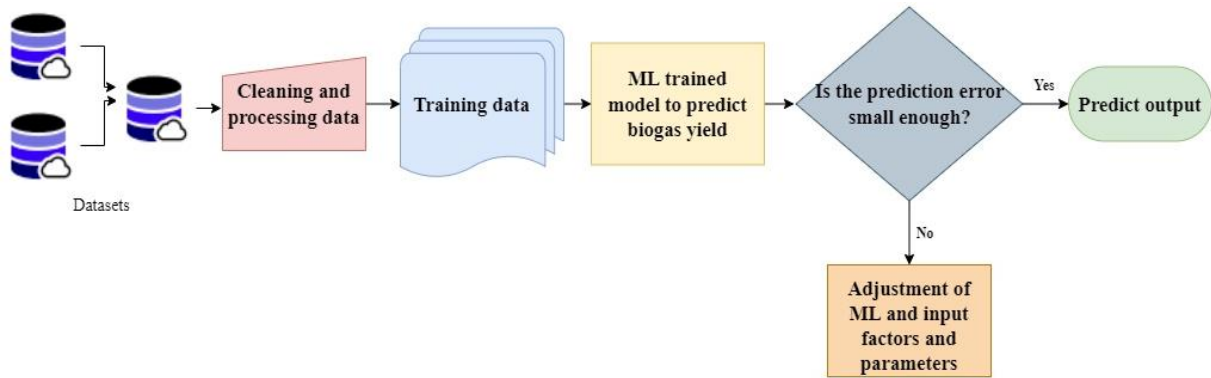 Datasets
Cleaning and
processing data
Training data
ML trained
model to predict
biogas yield
Is the prediction error
small enough?
Yes
Predict output
No
Adjustment of
ML and input
factors and
parameters